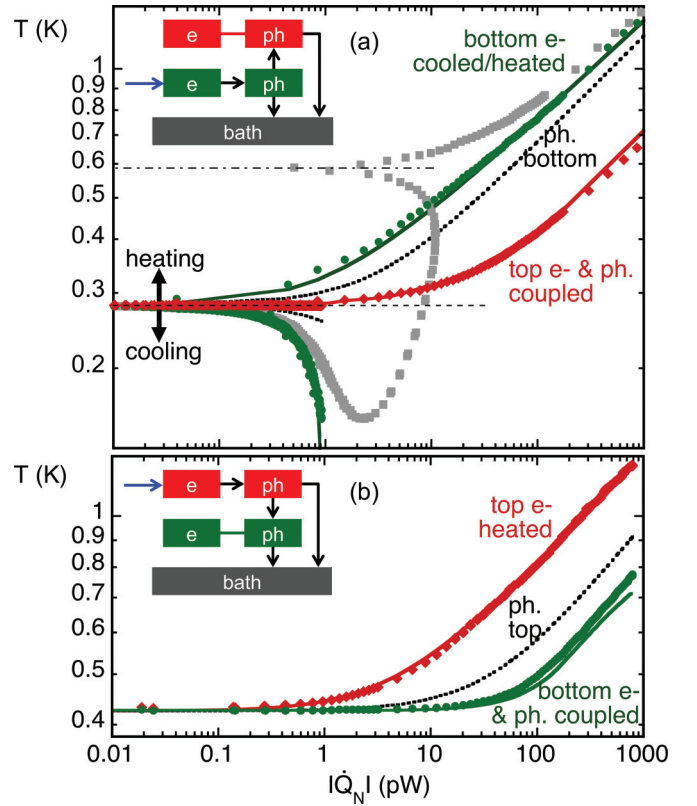 T (K)
(a)
e
ph
e
ph
bath
bottom e-
cooled/heated
ph.
bottom
top e- & ph.
coupled
heating
cooling
1
0.9
0.8
0.7
0.6
0.5
0.4
0.3
0.2
T (K)
(b)
e
ph
e
ph
bath
top e-
heated
ph.
top
bottom e-
& ph. coupled
1
0.9
0.8
0.7
0.6
0.5
0.4
0.01
0.1
1
10
100
1000
|Q̇N| (pW)